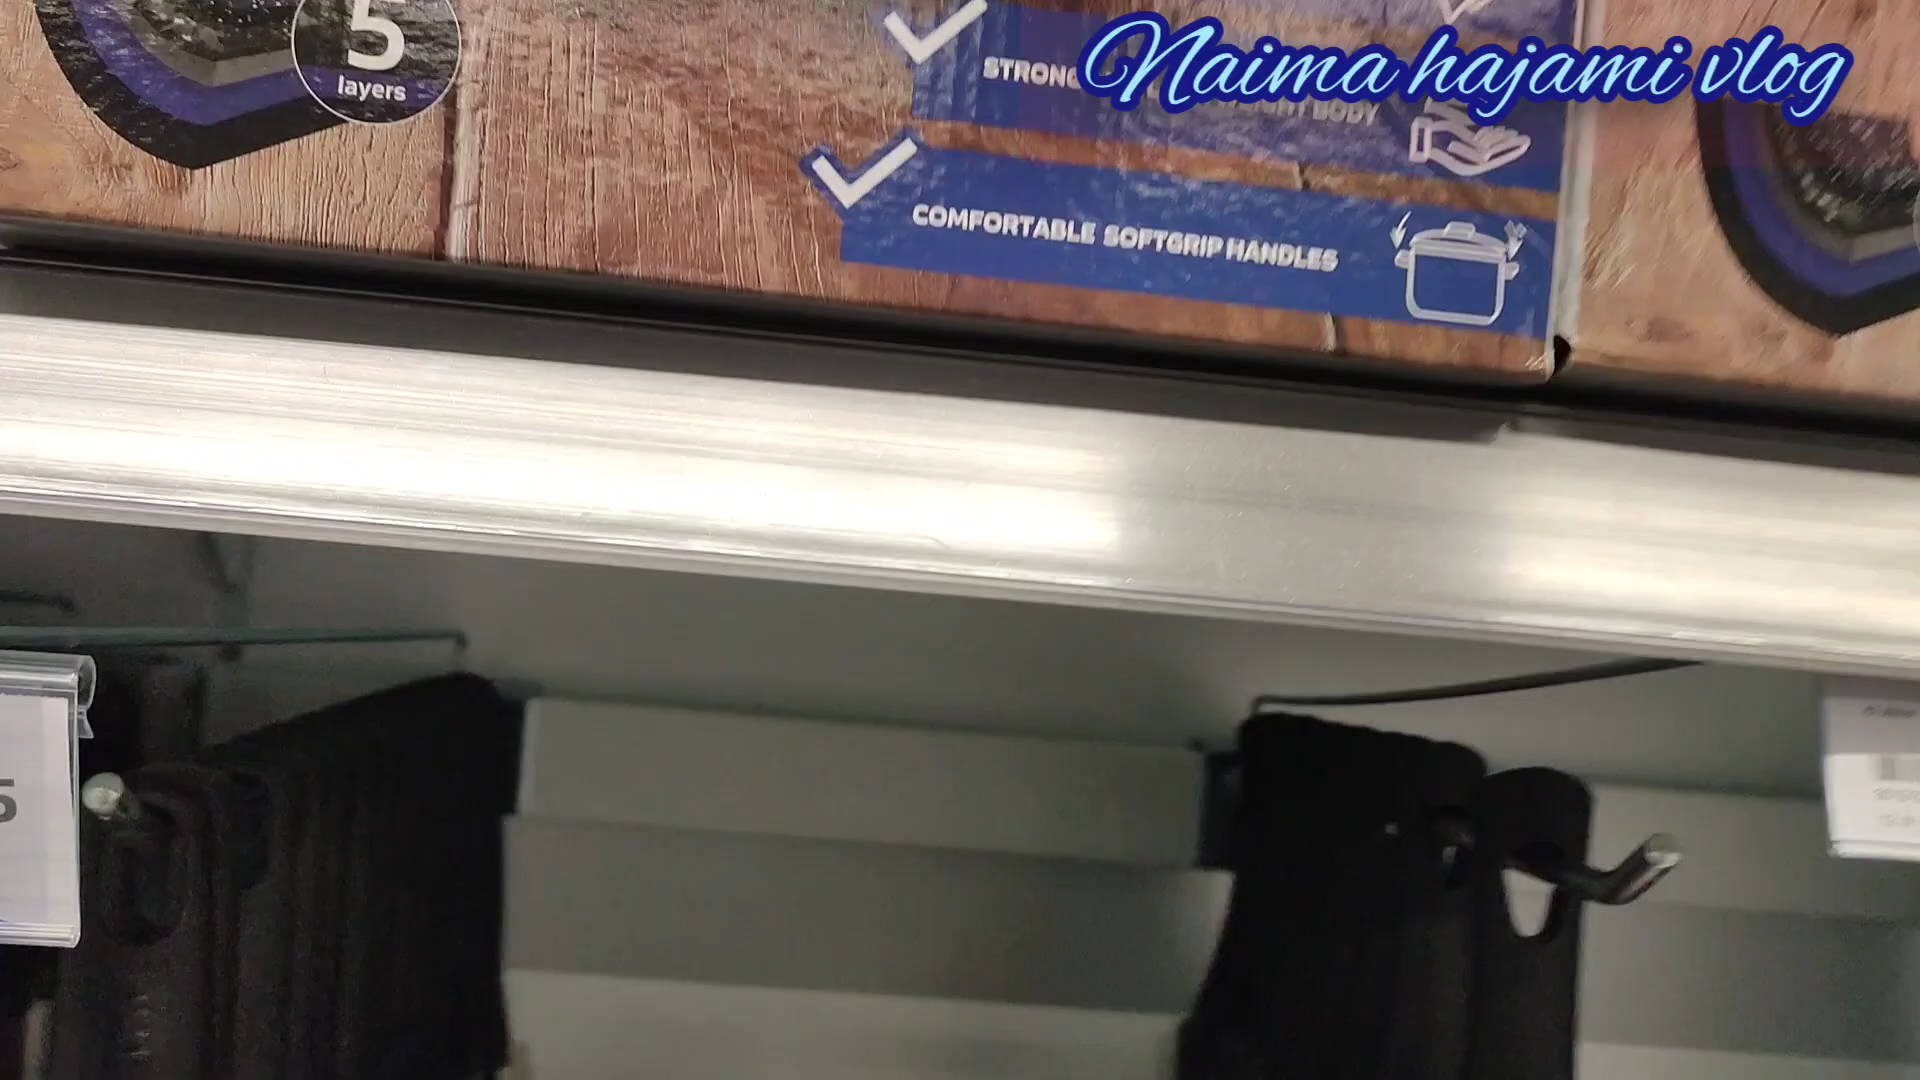 Naima hajami vlog
5
layers
STRONG
BODY
COMFORTABLE SOFTGRIP HANDLES
5